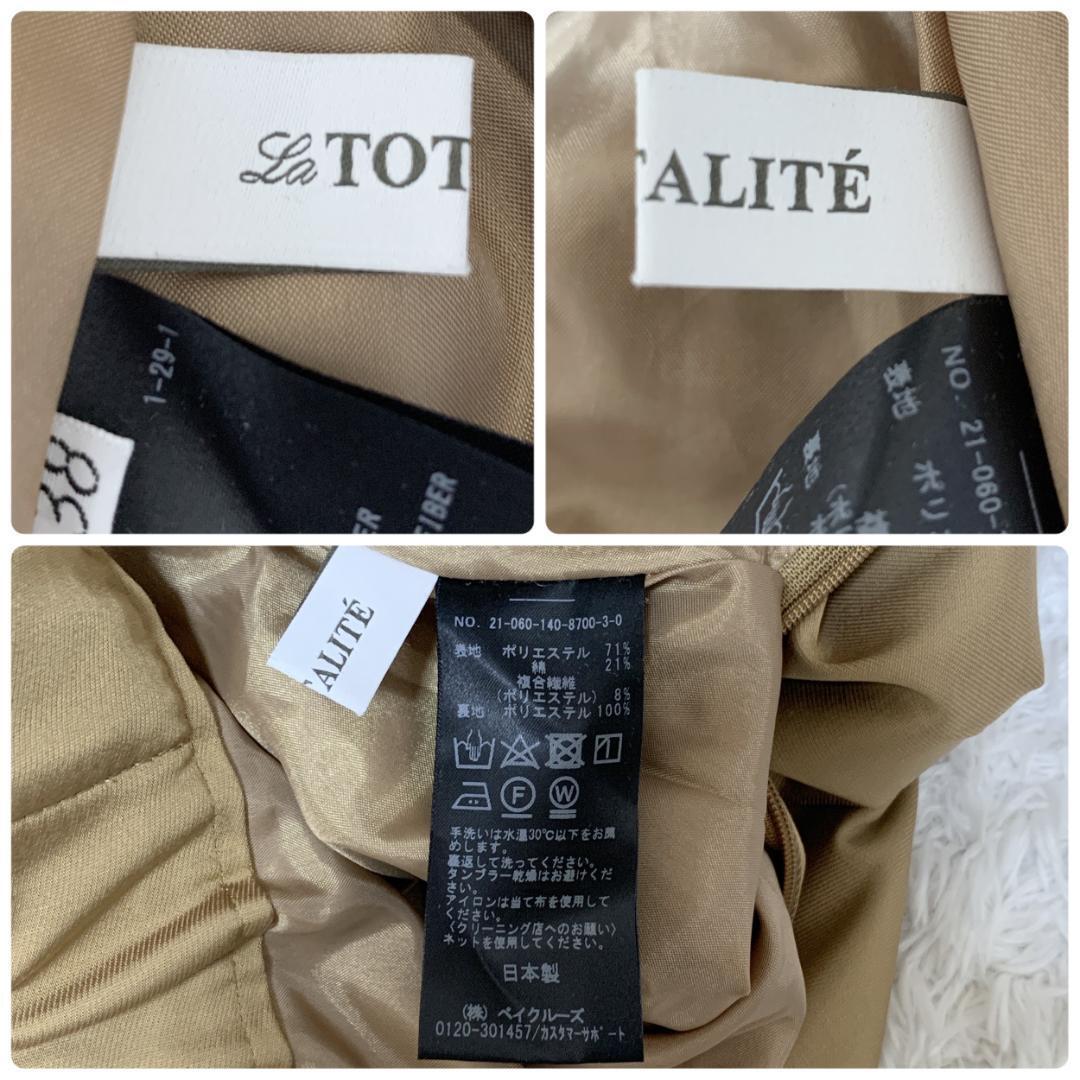 La TOT
1-29-1
38
FIBER
TALITÉ
NO. 21-060-
表地
ポリ
TALITÉ
NO. 21-060-140-8700-3-0
表地 ポリエステル 71%
綿 21%
複合繊維
(ポリエステル) 8%
裏地 ポリエステル 100%
F W
手洗いは水温30℃以下をお薦
めします。
裏返して洗ってください。
タンブラー乾燥はお避けくだ
さい。
アイロンは当て布を使用して
ください。
〈クリーニング店へのお願い〉
ネットを使用してください。
日本製
(株) ベイクルーズ
0120-301457/カスタマーサポート